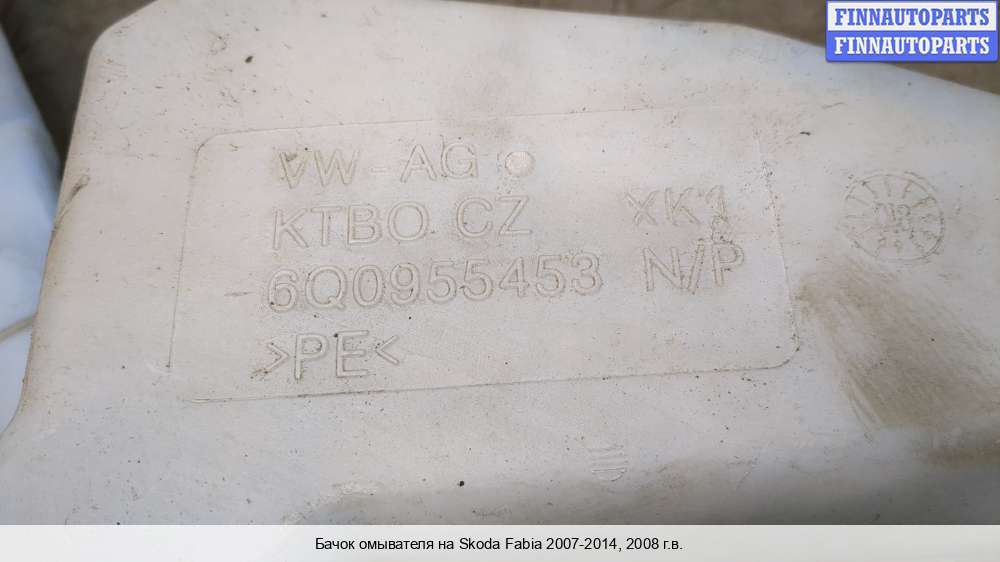 FINNAUTOPARTS
FINNAUTOPARTS
VW-AG
KTBO CZ XK1
6Q0955453 N/P
>PE<
Бачок омывателя на Skoda Fabia 2007-2014, 2008 г.в.